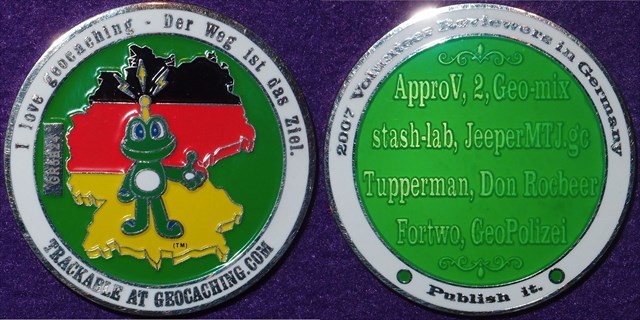 I love geocaching - Der Weg ist das Ziel.
(TM)
TRACKABLE AT GEOCACHING.COM
2007 Volunteer Reviewers in Germany
ApproV, 2, Geo-mix
stash-lab, JeeperMTJ.gc
Tupperman, Don Rocbeer
Fortwo, GeoPolizei
Publish it.